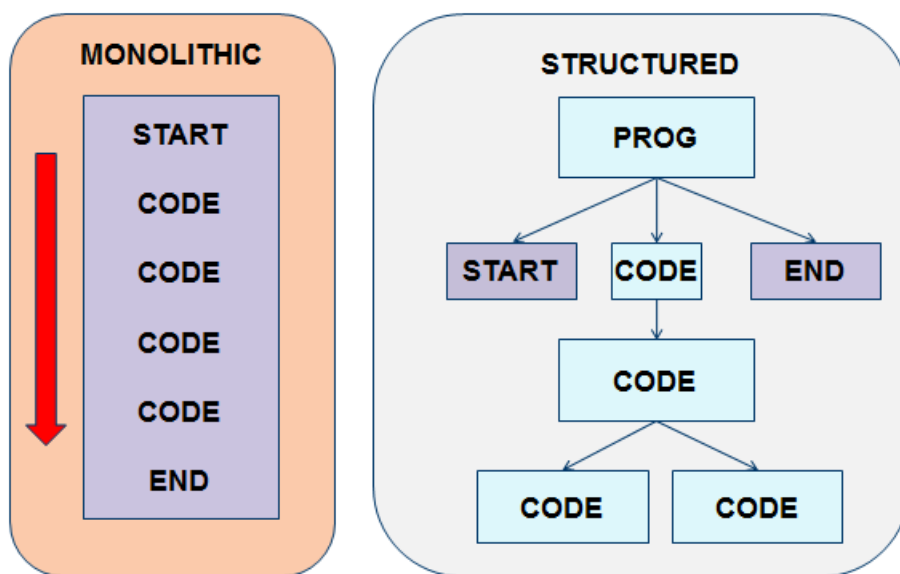 MONOLITHIC
START
CODE
CODE
CODE
CODE
END
STRUCTURED
PROG
START CODE END
CODE
CODE CODE